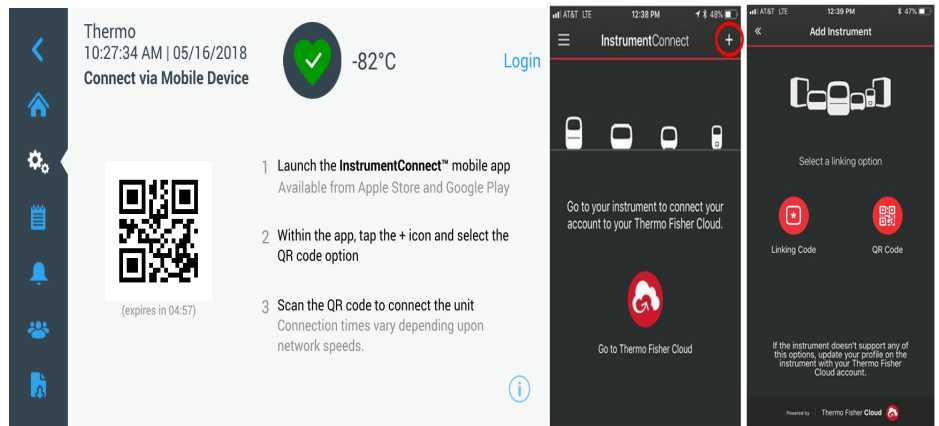 Thermo
10:27:34 AM | 05/16/2018
Connect via Mobile Device
-82°C
Login
(expires in 04:57)
1 Launch the InstrumentConnect™ mobile app
Available from Apple Store and Google Play
2 Within the app, tap the + icon and select the
QR code option
3 Scan the QR code to connect the unit
Connection times vary depending upon
network speeds.
AT&T LTE 12:38 PM 48%
InstrumentConnect +
Go to your instrument to connect your
account to your Thermo Fisher Cloud.
Go to Thermo Fisher Cloud
AT&T LTE 12:39 PM 47%
Add Instrument
Select a linking option
Linking Code
QR Code
If the instrument doesn't support any of
this options, update your profile on the
instrument with your Thermo Fisher
Cloud account.
Powered by Thermo Fisher Cloud